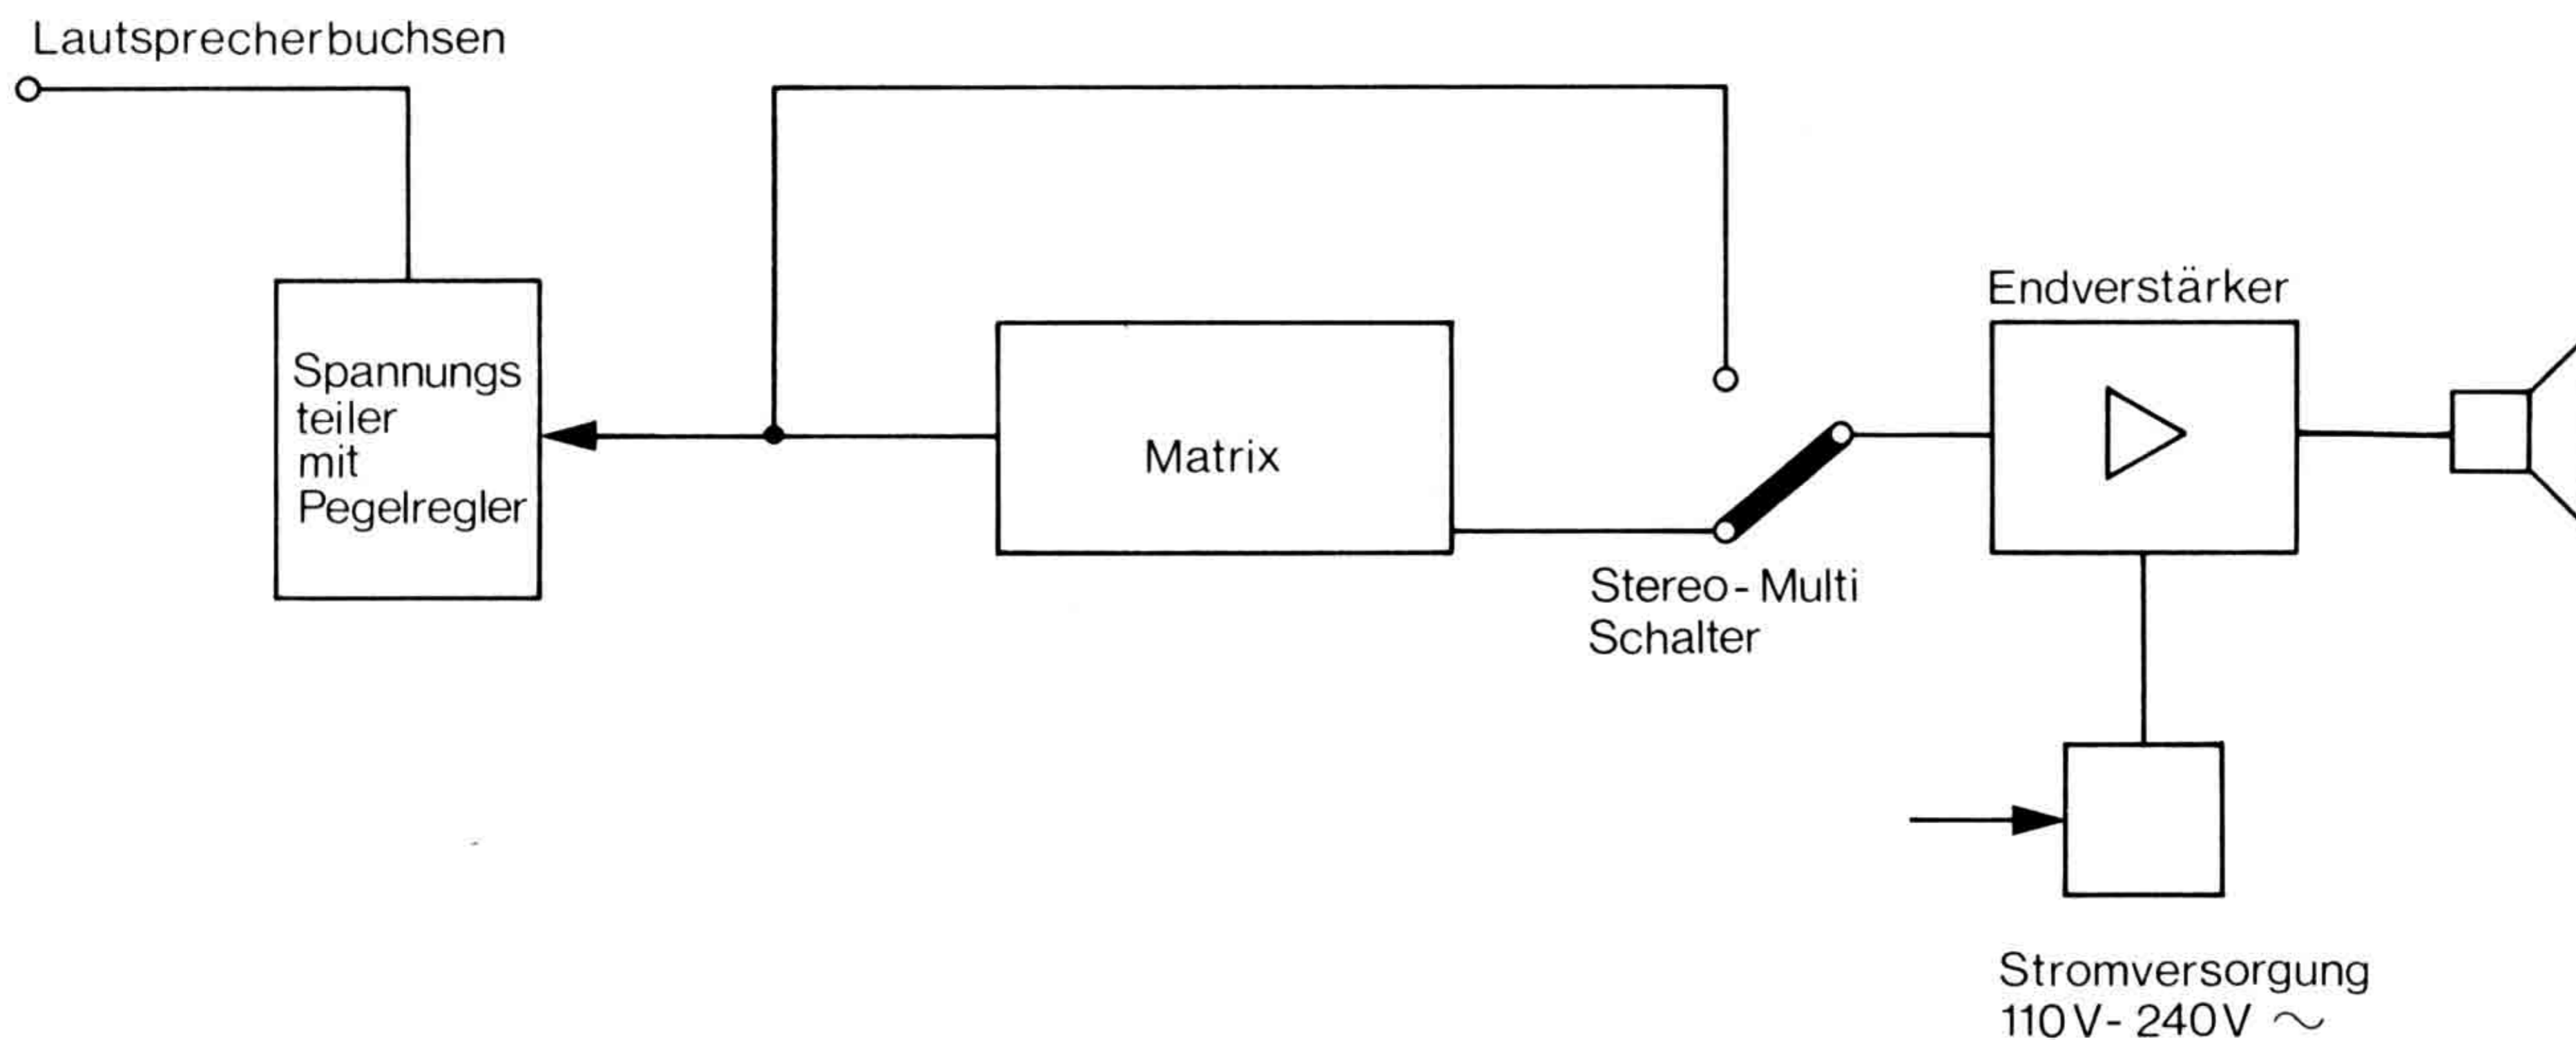 Lautsprecherbuchsen
Spannungs
teiler
mit
Pegelregler
Matrix
Stereo-Multi
Schalter
Endverstärker
Stromversorgung
110V-240V ~